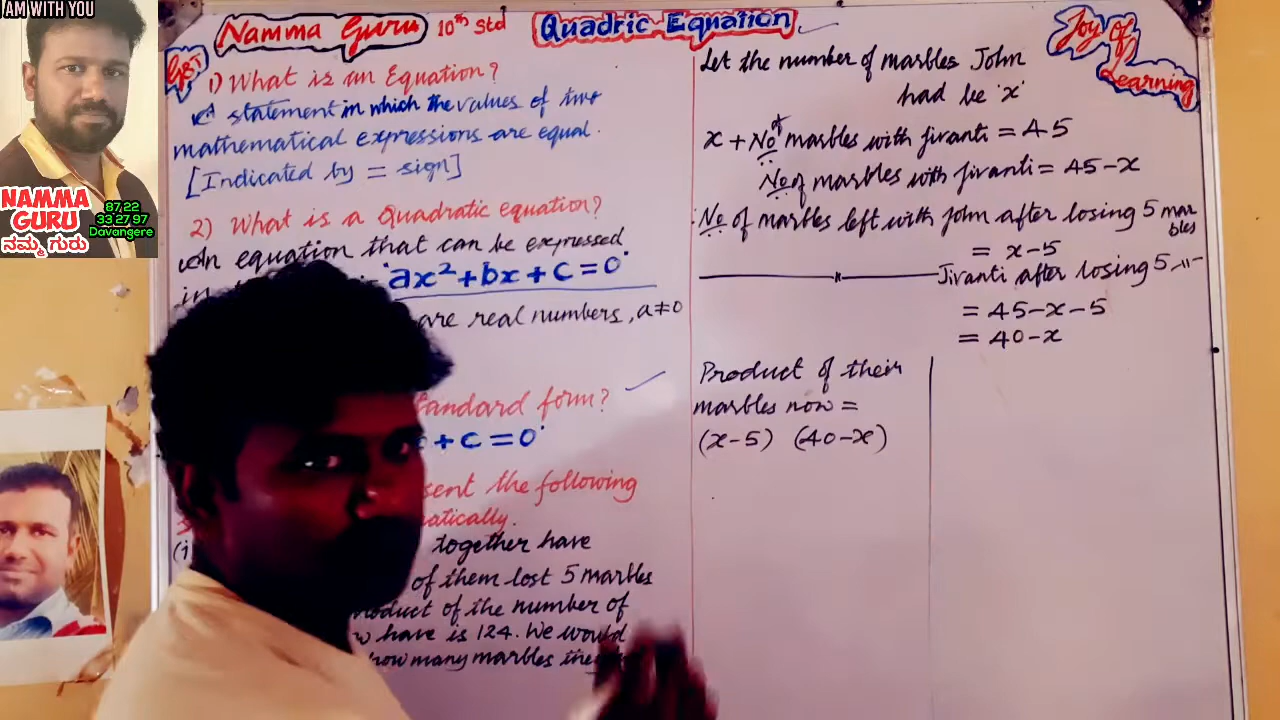 I AM WITH YOU
NAMMA
GURU
ನಮ್ಮ ಗುರು
87,22
33 27,97
Davangere
Namma Guru 10th Std Quadric Equation
Joy of
Learning
1) What is an Equation?
A statement in which the values of two
mathematical expressions are equal.
[Indicated by = sign]
2) What is a Quadratic equation?
An equation that can be expressed
in
ax²+bx+c=0
are real numbers, a≠0
standard form?
+c=0
the following
together have
of them lost 5 marbles
product of the number of
have is 124. We would
how many marbles they
Let the number of marbles John
had be 'x'
x + No of marbles with jivanti = 45
No of marbles with jivanti = 45-x
No of marbles left with john after losing 5 marbles
= x-5
Jivanti after losing 5 -11-
= 45-x-5
= 40-x
Product of their
marbles now =
(x-5) (40-x)